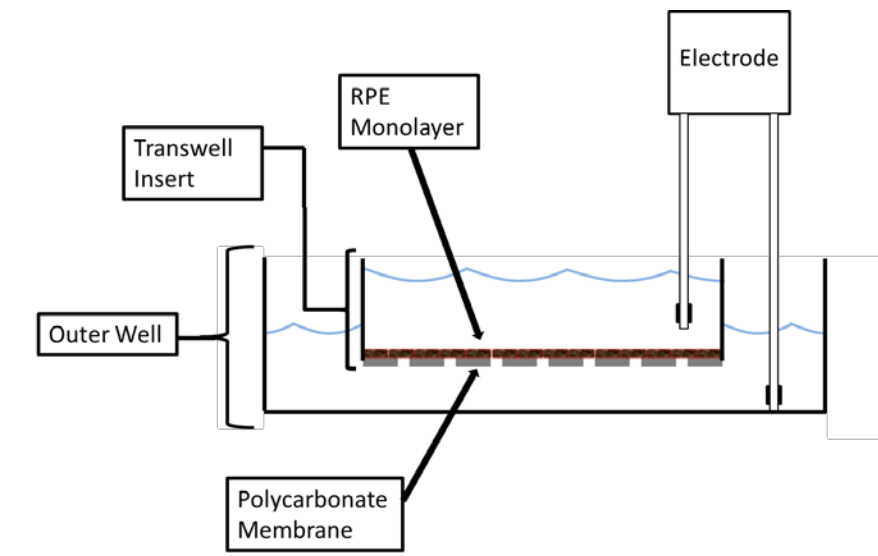 Electrode
RPE
Monolayer
Transwell
Insert
Outer Well
Polycarbonate
Membrane